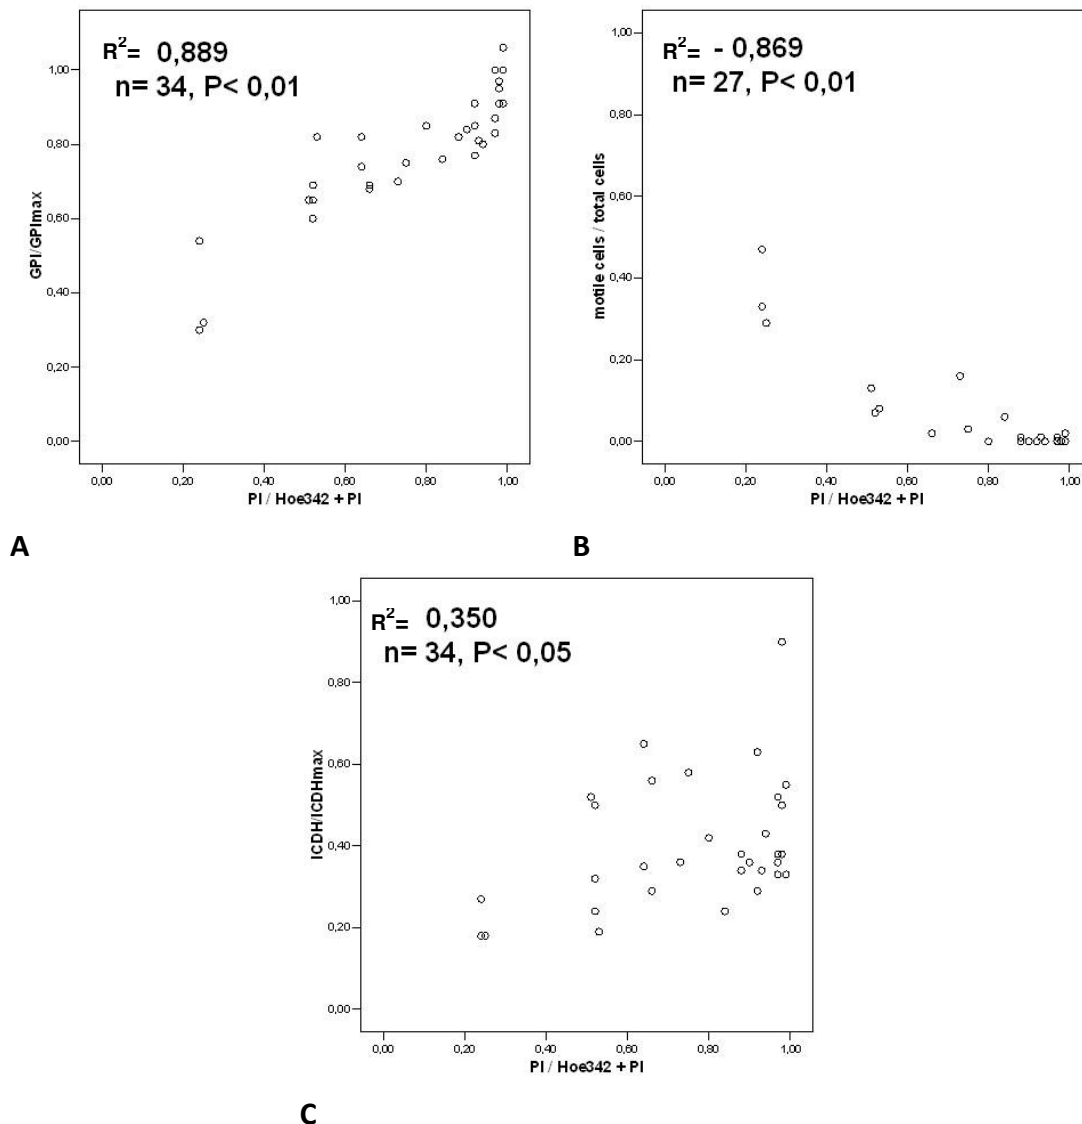 R²= 0,889
n= 34, P< 0,01
1,00
0,80
0,60
0,40
0,20
0,00
GPI/GPImax
0,00 0,20 0,40 0,60 0,80 1,00
PI / Hoe342 + PI
A
R²= - 0,869
n= 27, P< 0,01
1,00
0,80
0,60
0,40
0,20
0,00
motile cells / total cells
0,00 0,20 0,40 0,60 0,80 1,00
PI / Hoe342 + PI
B
R²= 0,350
n= 34, P< 0,05
1,00
0,80
0,60
0,40
0,20
0,00
ICDH/ICDHmax
0,00 0,20 0,40 0,60 0,80 1,00
PI / Hoe342 + PI
C